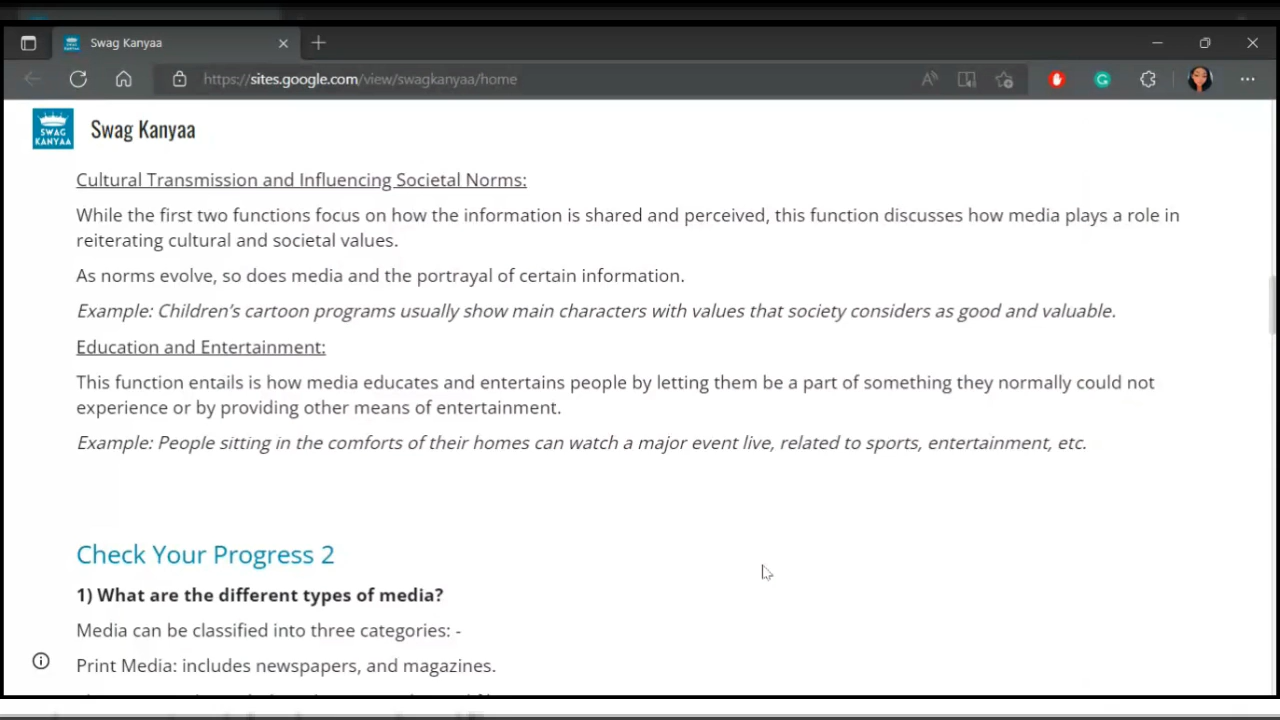 Swag Kanyaa
https://sites.google.com/view/swagkanyaa/home
SWAG
KANYAA
Swag Kanyaa
Cultural Transmission and Influencing Societal Norms:
While the first two functions focus on how the information is shared and perceived, this function discusses how media plays a role in
reiterating cultural and societal values.
As norms evolve, so does media and the portrayal of certain information.
Example: Children's cartoon programs usually show main characters with values that society considers as good and valuable.
Education and Entertainment:
This function entails is how media educates and entertains people by letting them be a part of something they normally could not
experience or by providing other means of entertainment.
Example: People sitting in the comforts of their homes can watch a major event live, related to sports, entertainment, etc.
Check Your Progress 2
1) What are the different types of media?
Media can be classified into three categories: -
Print Media: includes newspapers, and magazines.